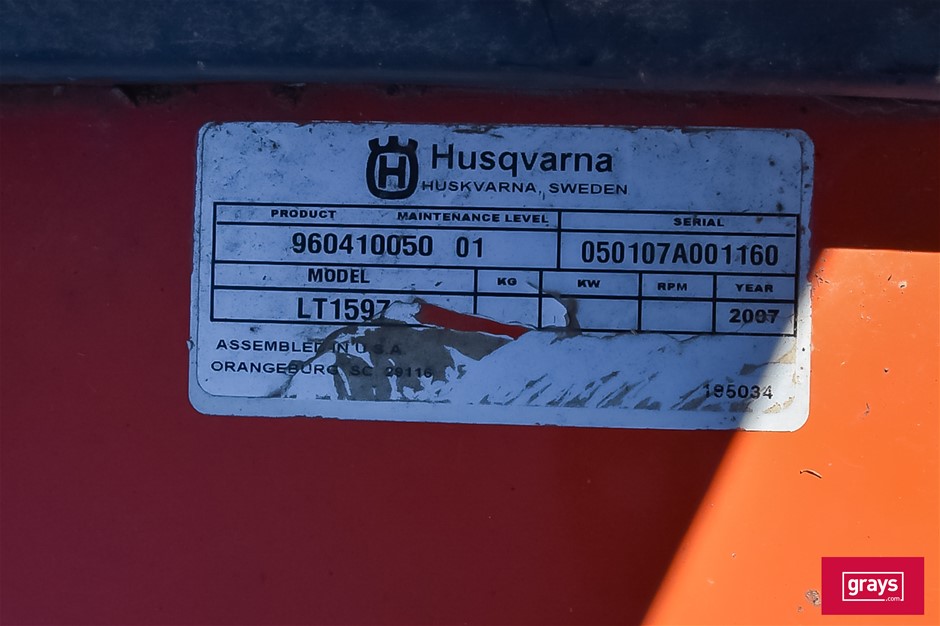 Husqvarna
HUSKVARNA, SWEDEN
PRODUCT MAINTENANCE LEVEL SERIAL
960410050 01 050107A001160
MODEL KG KW RPM YEAR
LT1597 2007
ASSEMBLED IN U.S.A
ORANGEBURG SC 29116
195034
grays
.com